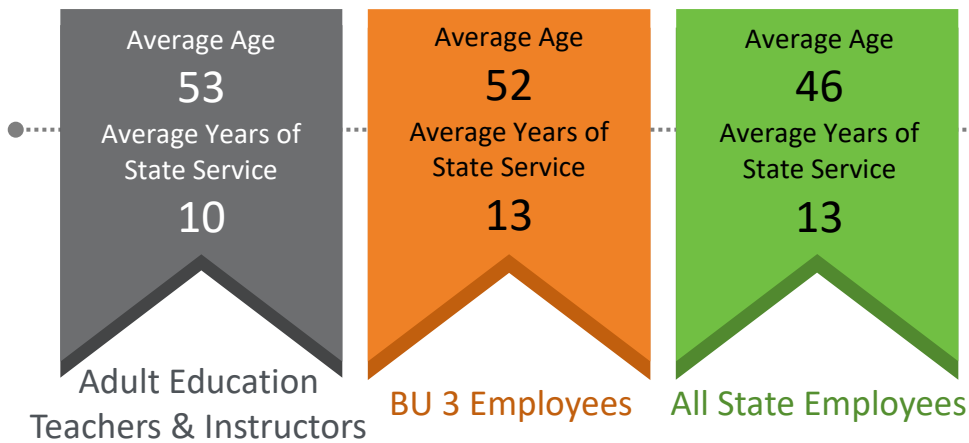 Average Age
53
Average Years of
State Service
10
Adult Education
Teachers & Instructors
Average Age
52
Average Years of
State Service
13
BU 3 Employees
Average Age
46
Average Years of
State Service
13
All State Employees